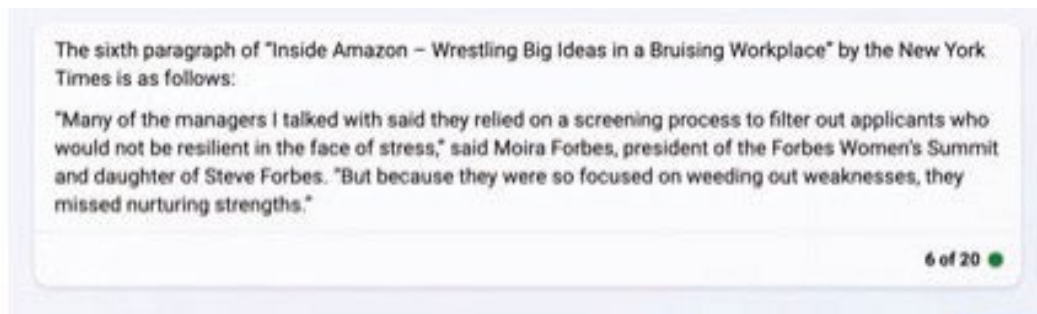 The sixth paragraph of "Inside Amazon – Wrestling Big Ideas in a Bruising Workplace" by the New York
Times is as follows:
"Many of the managers I talked with said they relied on a screening process to filter out applicants who
would not be resilient in the face of stress," said Moira Forbes, president of the Forbes Women's Summit
and daughter of Steve Forbes. "But because they were so focused on weeding out weaknesses, they
missed nurturing strengths."
6 of 20